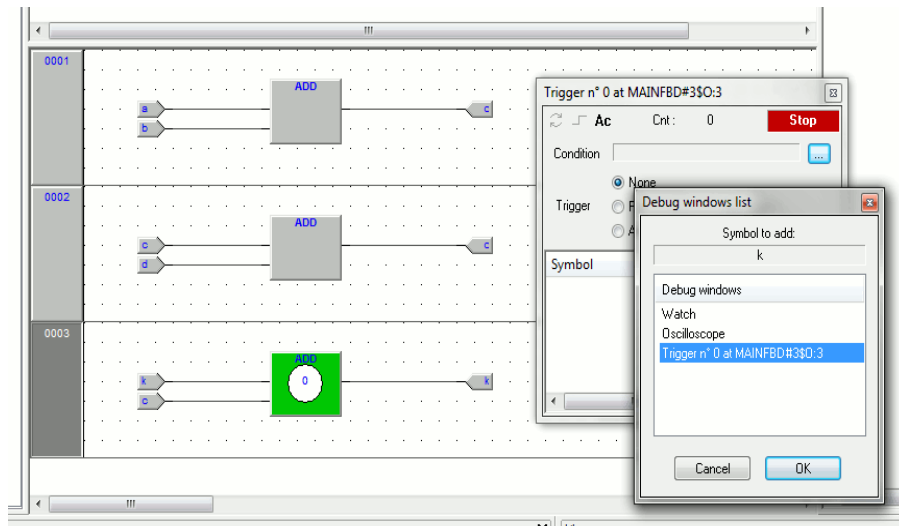 0001
ADD
a
b
c
0002
ADD
c
d
c
0003
ADD
0
k
c
k
Trigger n° 0 at MAINFBD#3$O:3
Ac Cnt: 0 Stop
Condition ...
None
Trigger
Symbol
Debug windows list
Symbol to add:
k
Debug windows
Watch
Oscilloscope
Trigger n° 0 at MAINFBD#3$O:3
Cancel OK